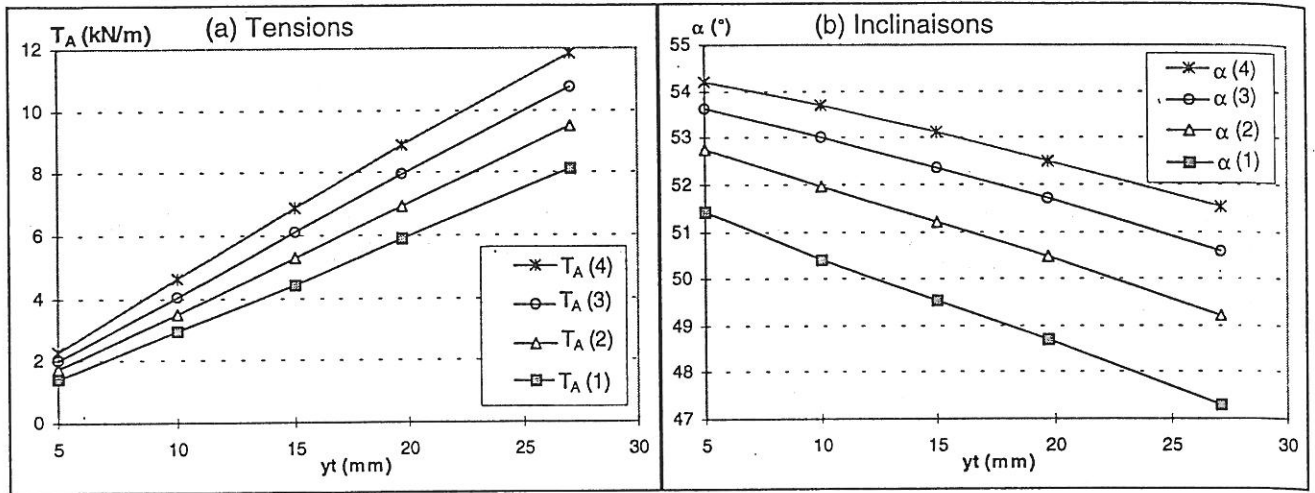 (a) Tensions
T_A (kN/m)
12
10
8
6
4
2
0
5
10
15
20
25
30
yt (mm)
T_A (4)
T_A (3)
T_A (2)
T_A (1)
(b) Inclinaisons
α (°)
55
54
53
52
51
50
49
48
47
5
10
15
20
25
30
yt (mm)
α (4)
α (3)
α (2)
α (1)